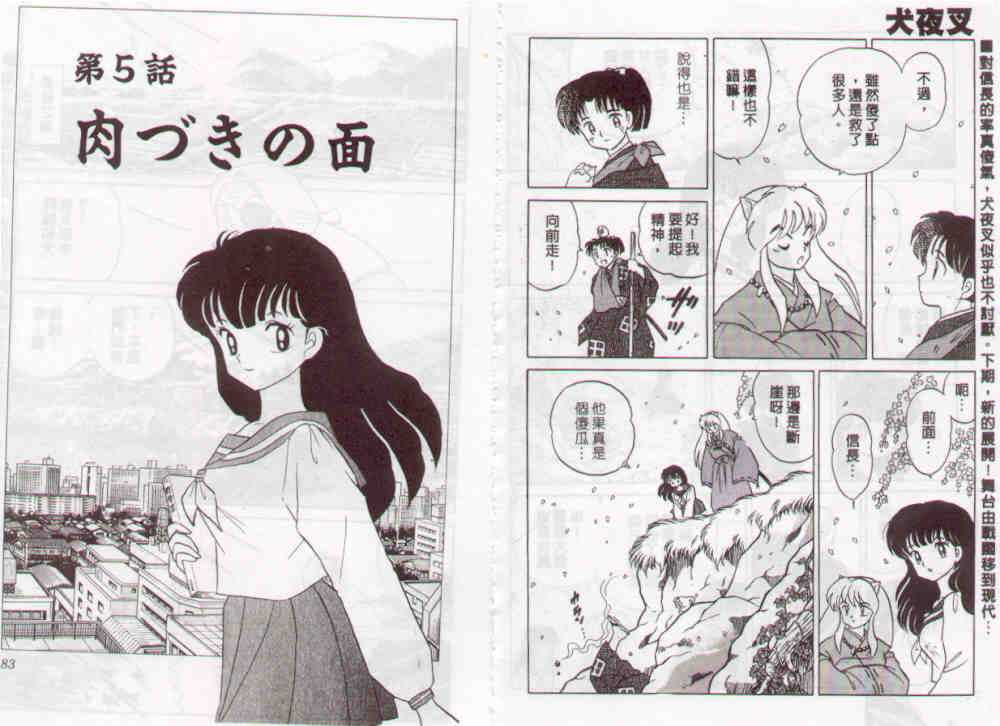 犬夜叉
不過，
雖然傻了點
，還是救了
很多人。
這樣也不
錯嘛！
說得也是…
好！我
要提起
精神，
向前走！
呃…
前面…
信長…
那邊是斷
崖呀！
他果真是
個傻瓜…
■對信長的率真傻氣，犬夜叉似乎也不討厭。下期，新的展開！舞台由戰國移到現代…
第5話
肉づきの面
83